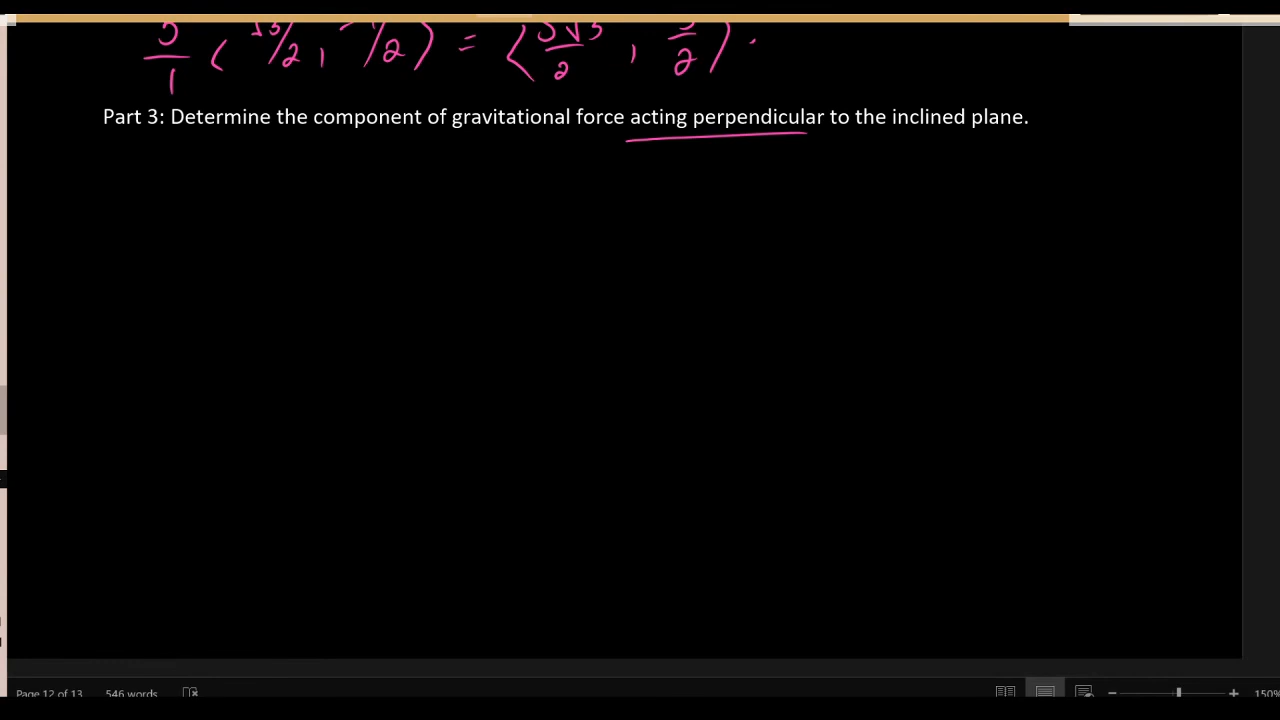 Part 3: Determine the component of gravitational force acting perpendicular to the inclined plane.
Page 12 of 13 546 words 150%